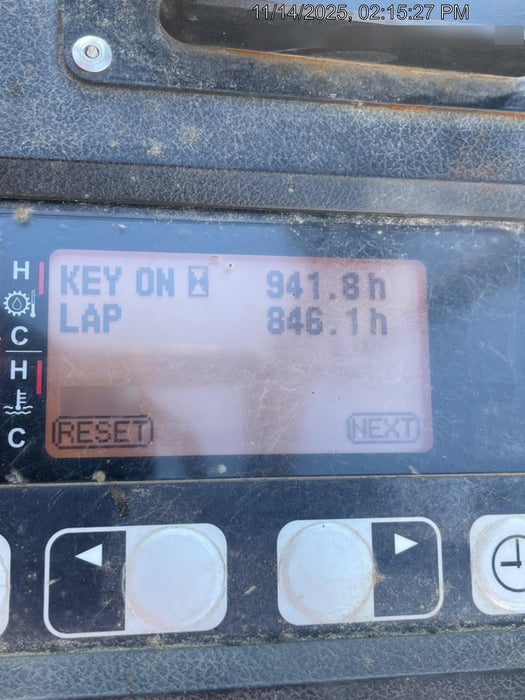 11/14/2025, 02:15:27 PM
H
KEY ON 941.8 h
LAP 846.1 h
C
H
C
RESET NEXT